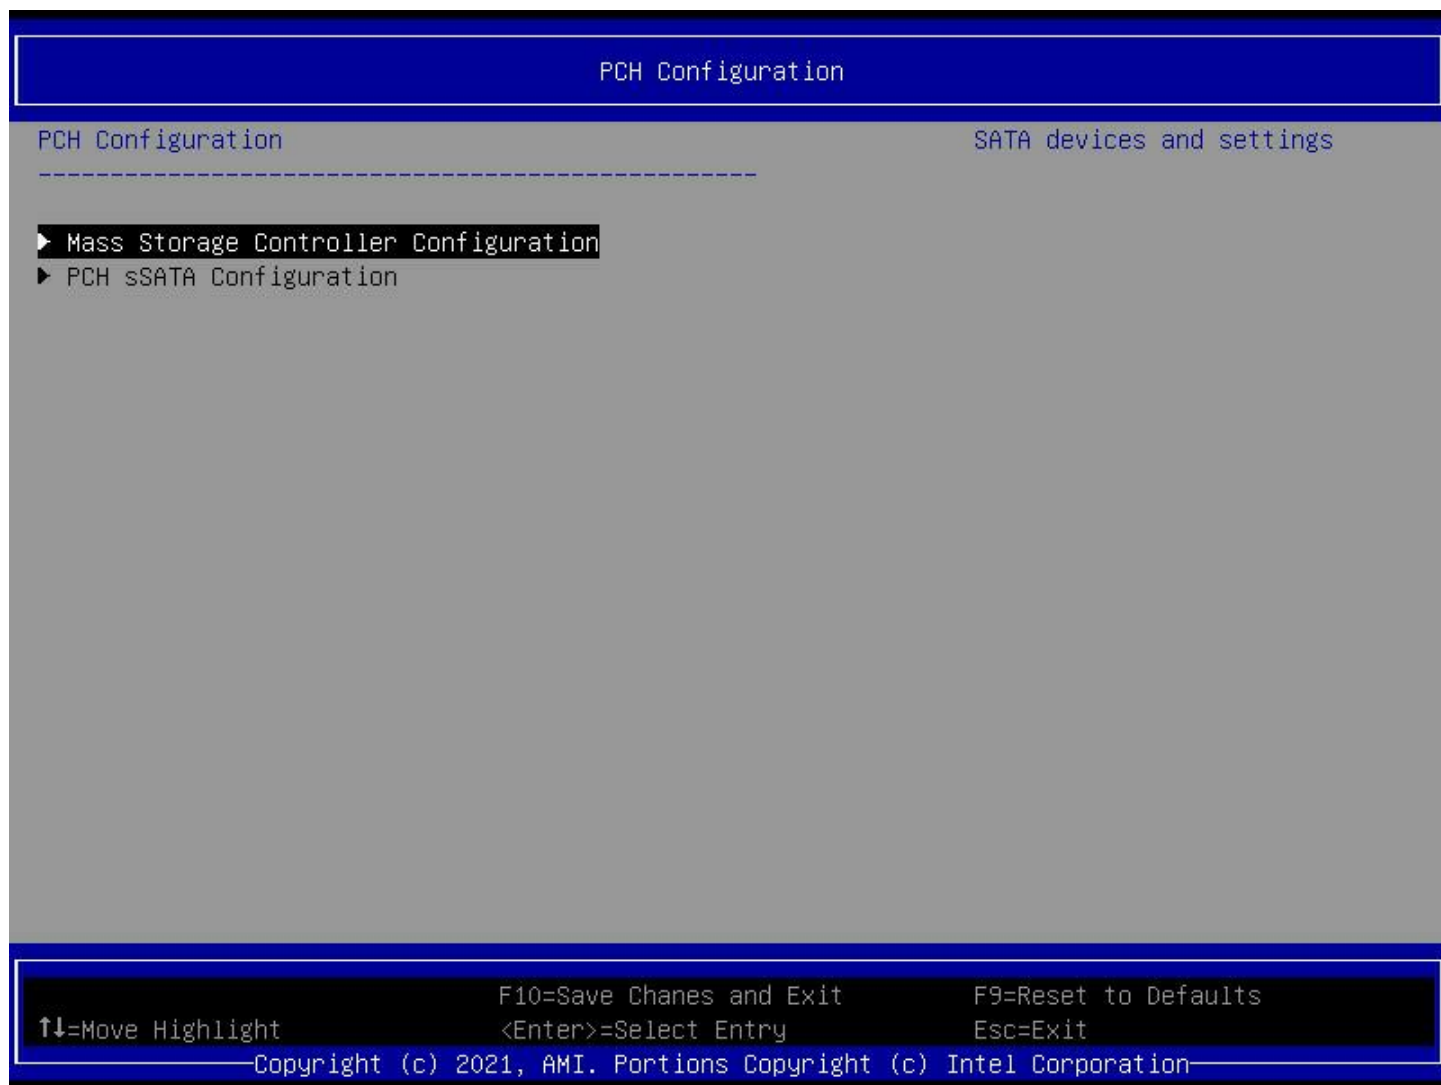 PCH Configuration
PCH Configuration
SATA devices and settings
--------------------------------------------------
▶ Mass Storage Controller Configuration
▶ PCH sSATA Configuration
F10=Save Chanes and Exit
F9=Reset to Defaults
↑↓=Move Highlight
<Enter>=Select Entry
Esc=Exit
Copyright (c) 2021, AMI. Portions Copyright (c) Intel Corporation